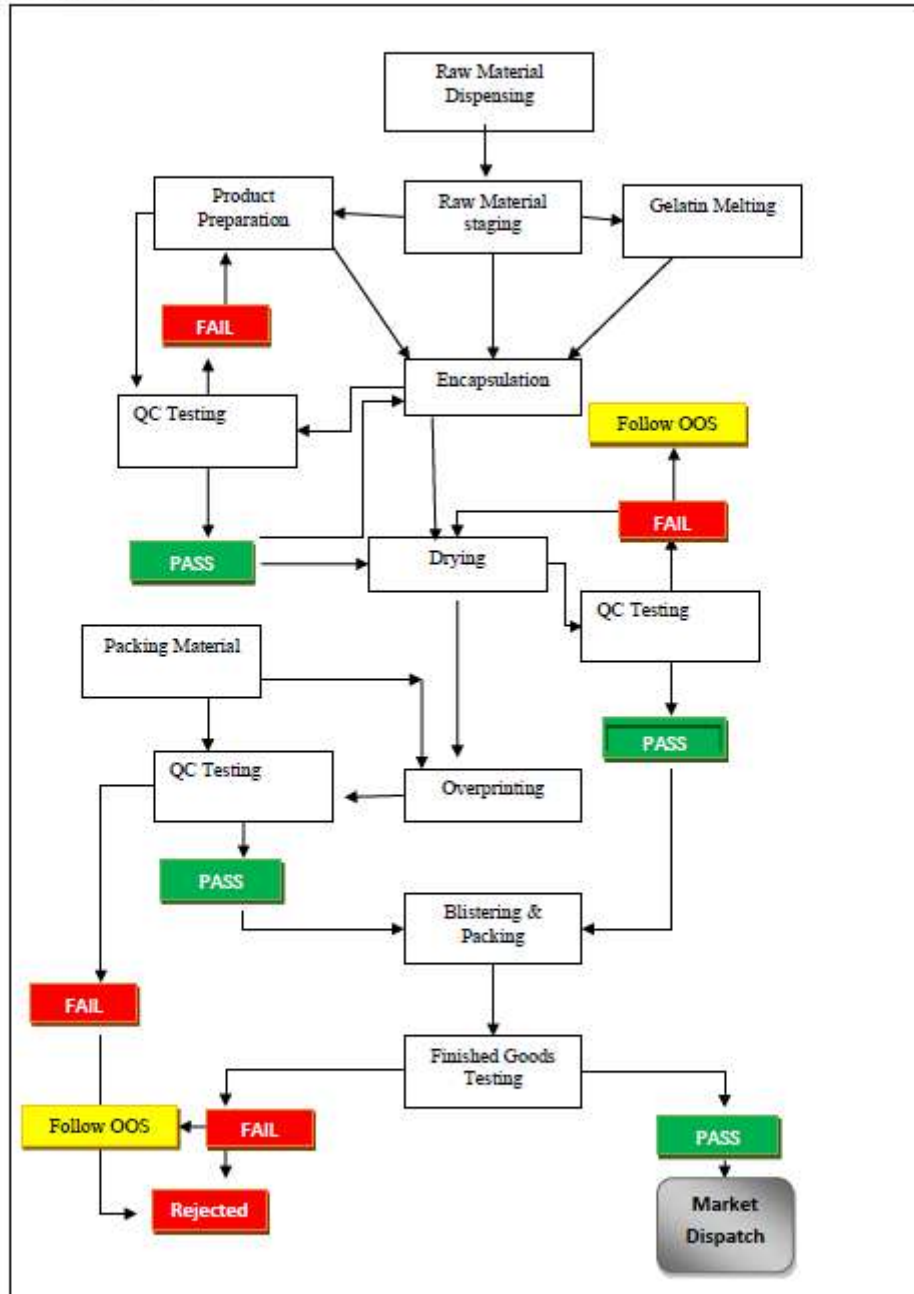 Raw Material
Dispensing
Product
Preparation
Raw Material
staging
Gelatin Melting
FAIL
Encapsulation
QC Testing
Follow OOS
FAIL
PASS
Drying
QC Testing
Packing Material
PASS
QC Testing
Overprinting
PASS
Blistering &
Packing
FAIL
Finished Goods
Testing
Follow OOS
FAIL
PASS
Rejected
Market
Dispatch